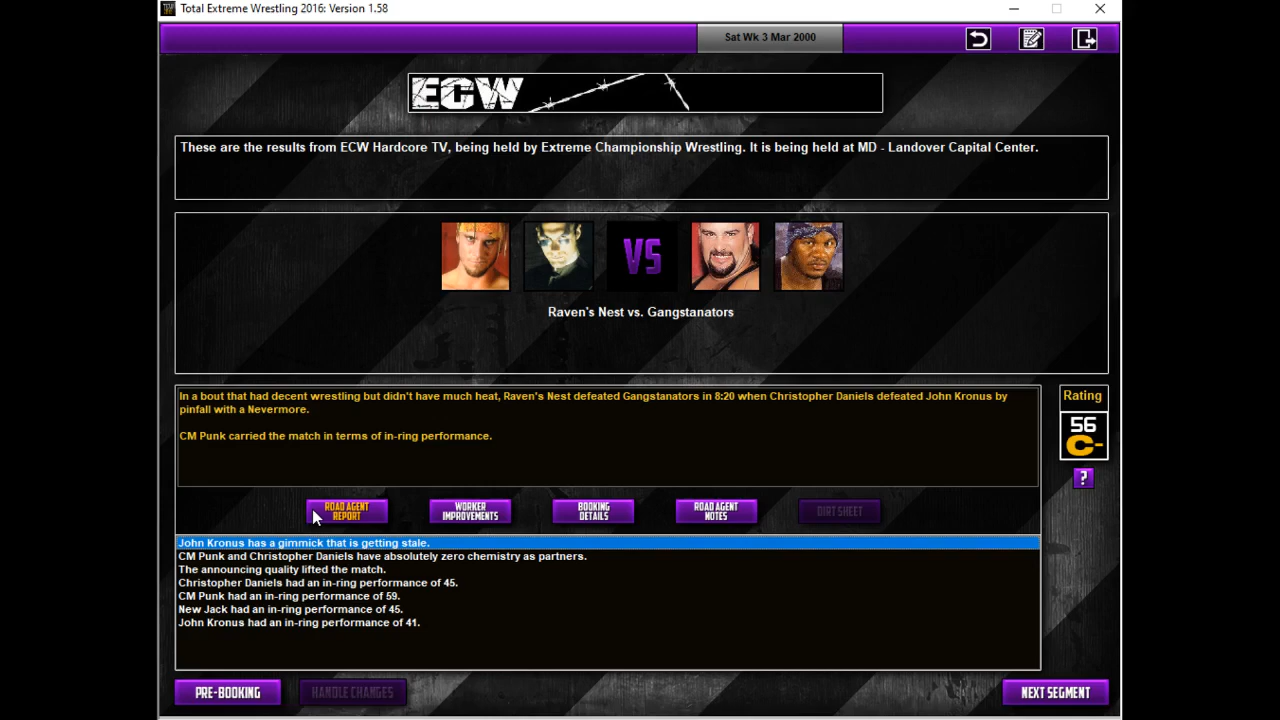 Total Extreme Wrestling 2016: Version 1.58
Sat Wk 3 Mar 2000
ECW
These are the results from ECW Hardcore TV, being held by Extreme Championship Wrestling. It is being held at MD - Landover Capital Center.
VS
Raven's Nest vs. Gangstanators
In a bout that had decent wrestling but didn't have much heat, Raven's Nest defeated Gangstanators in 8:20 when Christopher Daniels defeated John Kronus by
pinfall with a Nevermore.
CM Punk carried the match in terms of in-ring performance.
Rating
56
C-
?
ROAD AGENT
REPORT
WORKER
IMPROVEMENTS
BOOKING
DETAILS
ROAD AGENT
NOTES
DIRT SHEET
John Kronus has a gimmick that is getting stale.
CM Punk and Christopher Daniels have absolutely zero chemistry as partners.
The announcing quality lifted the match.
Christopher Daniels had an in-ring performance of 45.
CM Punk had an in-ring performance of 59.
New Jack had an in-ring performance of 45.
John Kronus had an in-ring performance of 41.
PRE-BOOKING
HANDLE CHANGES
NEXT SEGMENT